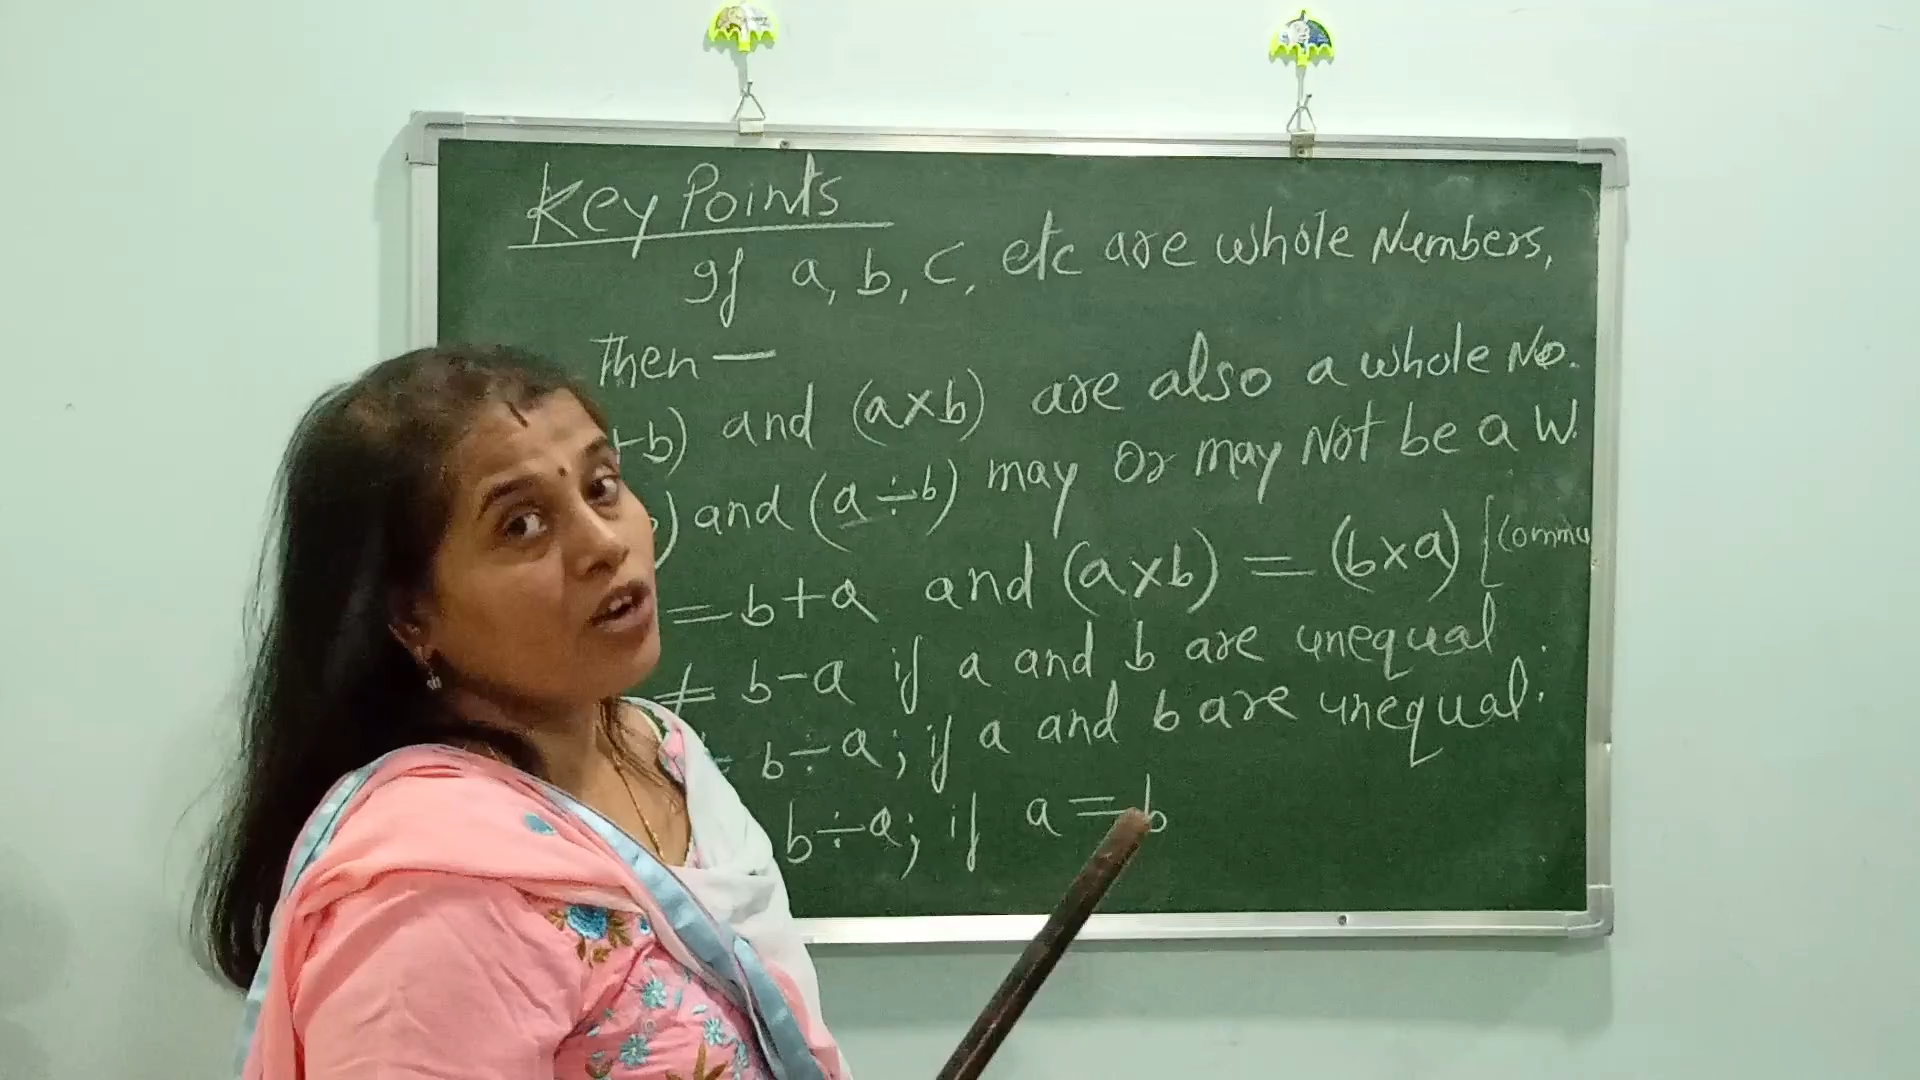 Key Points
If a, b, c, etc are whole Numbers,
Then —
+b) and (a×b) are also a whole No.
) and (a÷b) may or may Not be a W.
= b+a and (a×b) = (b×a) [Commu
≠ b-a if a and b are unequal
b÷a; if a and b are unequal.
b÷a; if a = b